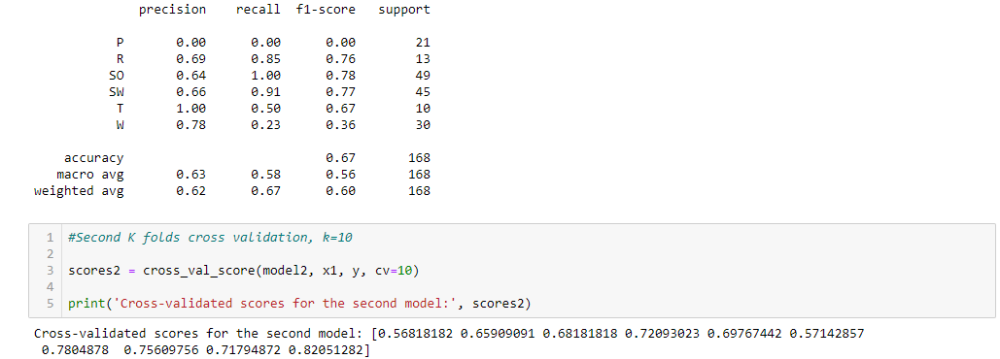 precision recall f1-score support
P 0.00 0.00 0.00 21
R 0.69 0.85 0.76 13
SO 0.64 1.00 0.78 49
SW 0.66 0.91 0.77 45
T 1.00 0.50 0.67 10
W 0.78 0.23 0.36 30
accuracy 0.67 168
macro avg 0.63 0.58 0.56 168
weighted avg 0.62 0.67 0.60 168
1 #Second K folds cross validation, k=10
2
3 scores2 = cross_val_score(model2, x1, y, cv=10)
4
5 print('Cross-validated scores for the second model:', scores2)
Cross-validated scores for the second model: [0.56818182 0.65909091 0.68181818 0.72093023 0.69767442 0.57142857
0.7804878 0.75609756 0.71794872 0.82051282]